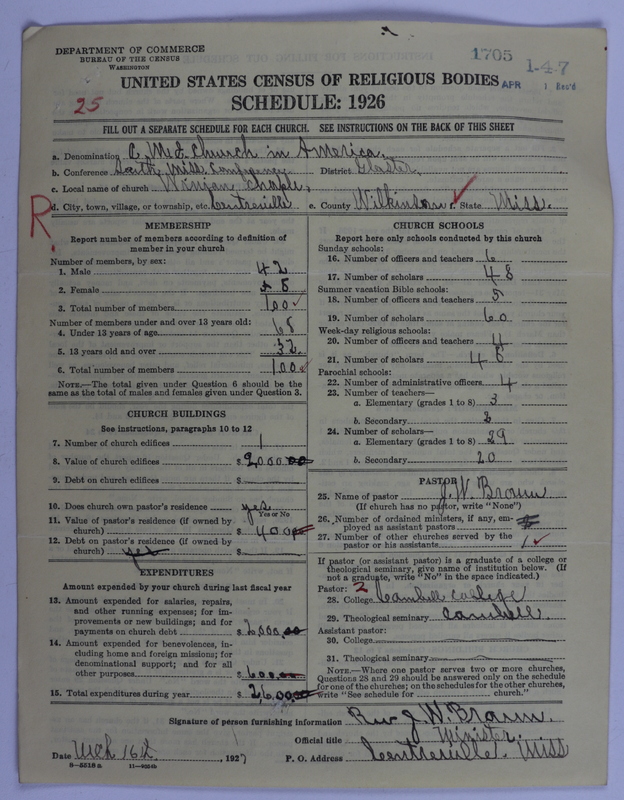 DEPARTMENT OF COMMERCE
BUREAU OF THE CENSUS
WASHINGTON
1705
1-4-7
APR 1 Rec'd
UNITED STATES CENSUS OF RELIGIOUS BODIES
25
SCHEDULE: 1926
FILL OUT A SEPARATE SCHEDULE FOR EACH CHURCH. SEE INSTRUCTIONS ON THE BACK OF THIS SHEET
a. Denomination C. M. E. Church in America.
b. Conference South Miss Conference District Gloster
c. Local name of church Winjan Chaple,
R.
d. City, town, village, or township, etc. Centreville e. County Wilkinson f. State Miss.
MEMBERSHIP
Report number of members according to definition of member in your church
Number of members, by sex:
1. Male 42
2. Female 58
3. Total number of members 100
Number of members under and over 13 years old:
4. Under 13 years of age 68
5. 13 years old and over 32
6. Total number of members 100
NOTE.—The total given under Question 6 should be the same as the total of males and females given under Question 3.
CHURCH BUILDINGS
See instructions, paragraphs 10 to 12
7. Number of church edifices 1
8. Value of church edifices $ 2,000 00
9. Debt on church edifices $
10. Does church own pastor's residence yes
Yes or No
11. Value of pastor's residence (if owned by church) $ 400
12. Debt on pastor's residence (if owned by church) yes $
EXPENDITURES
Amount expended by your church during last fiscal year
13. Amount expended for salaries, repairs, and other running expenses; for improvements or new buildings; and for payments on church debt $ 2,000.00
14. Amount expended for benevolences, including home and foreign missions; for denominational support; and for all other purposes $ 600.00
15. Total expenditures during year $ 2600.00
CHURCH SCHOOLS
Report here only schools conducted by this church
Sunday schools:
16. Number of officers and teachers 6
17. Number of scholars 48
Summer vacation Bible schools:
18. Number of officers and teachers 5
19. Number of scholars 60
Week-day religious schools:
20. Number of officers and teachers 4
21. Number of scholars
Parochial schools:
22. Number of administrative officers 4
23. Number of teachers—
a. Elementary (grades 1 to 8) 3
b. Secondary 2
24. Number of scholars—
a. Elementary (grades 1 to 8) 29
b. Secondary 20
PASTOR
25. Name of pastor J. W. Brown
(If church has no pastor, write "None")
26. Number of ordained ministers, if any, employed as assistant pastors
27. Number of other churches served by the pastor or his assistants 1
If pastor (or assistant pastor) is a graduate of a college or theological seminary, give name of institution below. (If not a graduate, write "No" in the space indicated.)
Pastor: 2
28. College Cambell College
29. Theological seminary Cambell
Assistant pastor:
30. College
31. Theological seminary
NOTE.—Where one pastor serves two or more churches, Questions 28 and 29 should be answered only on the schedule for one of the churches; on the schedules for the other churches, write "See schedule for church."
Signature of person furnishing information Rev J. W. Brown.
Official title Minister.
Date Mch 16th, 1927 P. O. Address Centreville. Miss
8-5518a 11-4624b